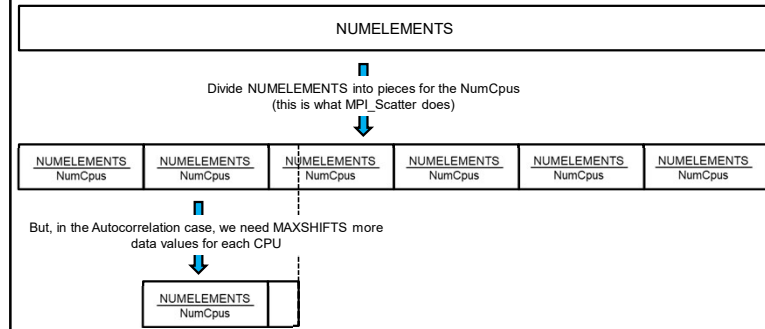 NUMELEMENTS
Divide NUMELEMENTS into pieces for the NumCpus
(this is what MPI_Scatter does)
NUMELEMENTS NUMELEMENTS NUMELEMENTS NUMELEMENTS NUMELEMENTS NUMELEMENTS
NumCpus NumCpus NumCpus NumCpus NumCpus NumCpus
But, in the Autocorrelation case, we need MAXSHIFTS more
data values for each CPU
NUMELEMENTS
NumCpus